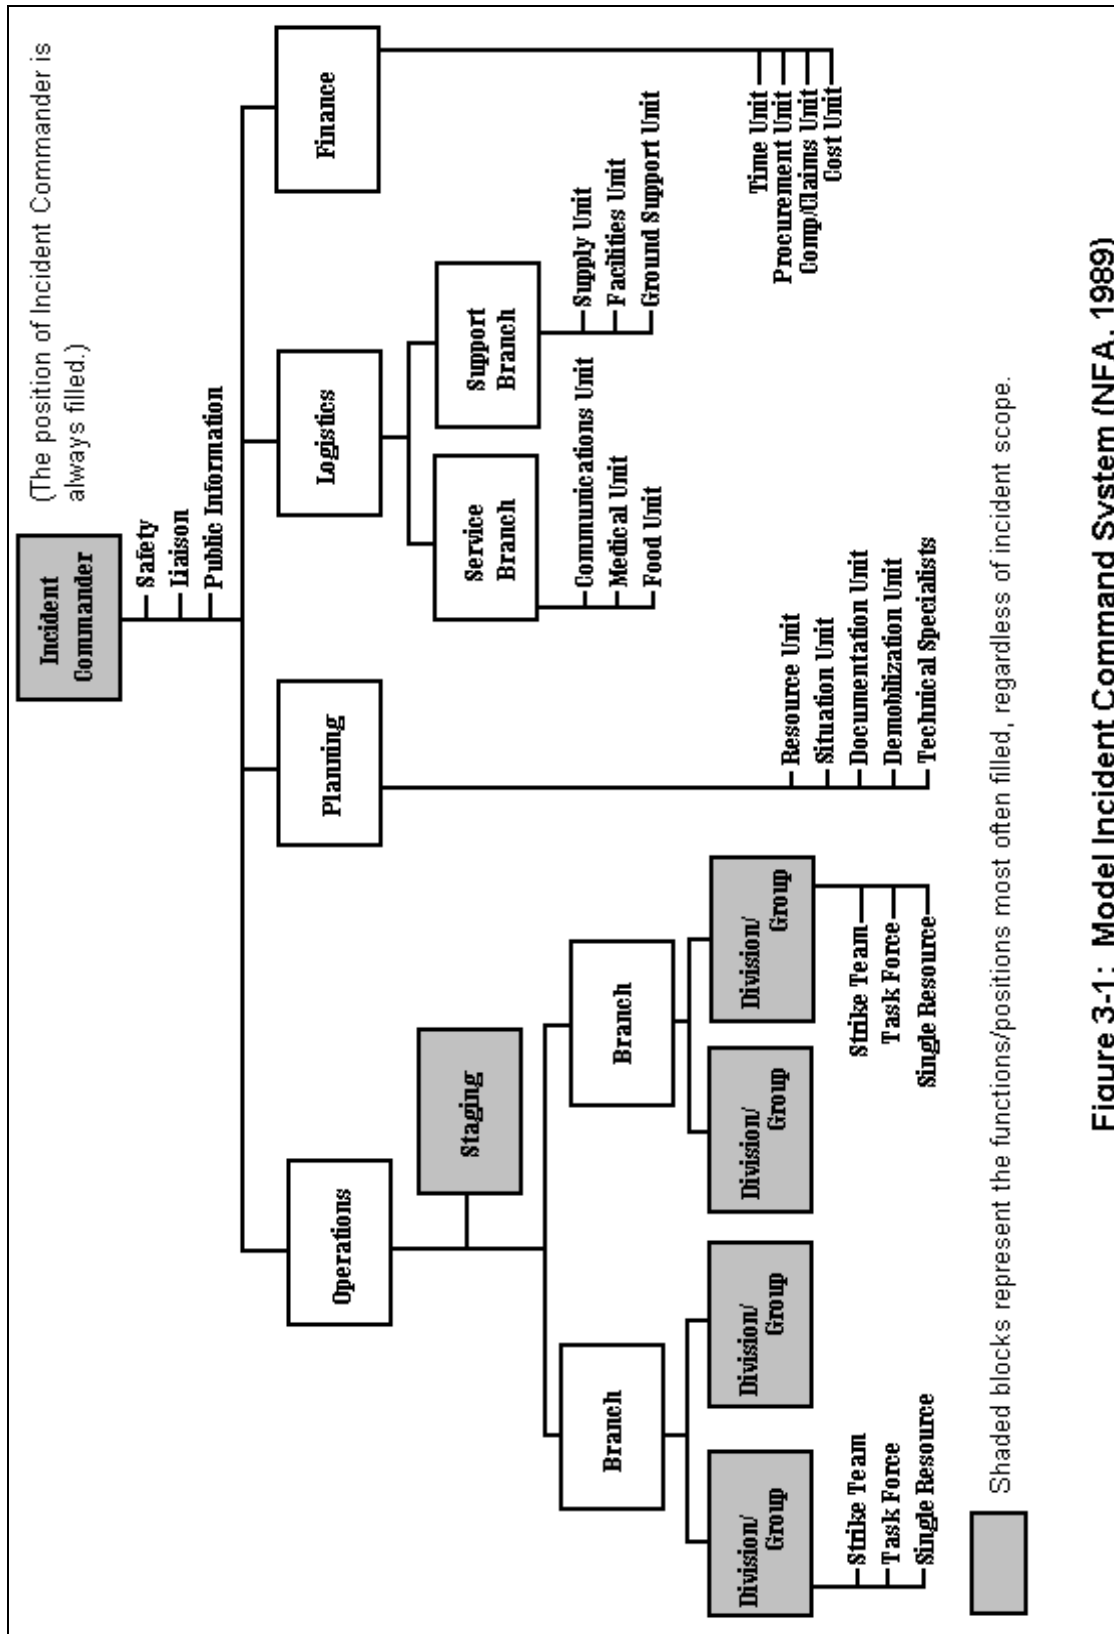 Incident
Commander
(The position of Incident Commander is
always filled.)
Safety
Liaison
Public Information
Operations
Planning
Logistics
Finance
Staging
Service
Branch
Support
Branch
Branch
Branch
Communications Unit
Medical Unit
Food Unit
Supply Unit
Facilities Unit
Ground Support Unit
Division/
Group
Division/
Group
Division/
Group
Division/
Group
Resource Unit
Situation Unit
Documentation Unit
Demobilization Unit
Technical Specialists
Time Unit
Procurement Unit
Comp/Claims Unit
Cost Unit
Strike Team
Task Force
Single Resource
Strike Team
Task Force
Single Resource
Shaded blocks represent the functions/positions most often filled, regardless of incident scope.
Figure 3-1: Model Incident Command System (NFA, 1989)